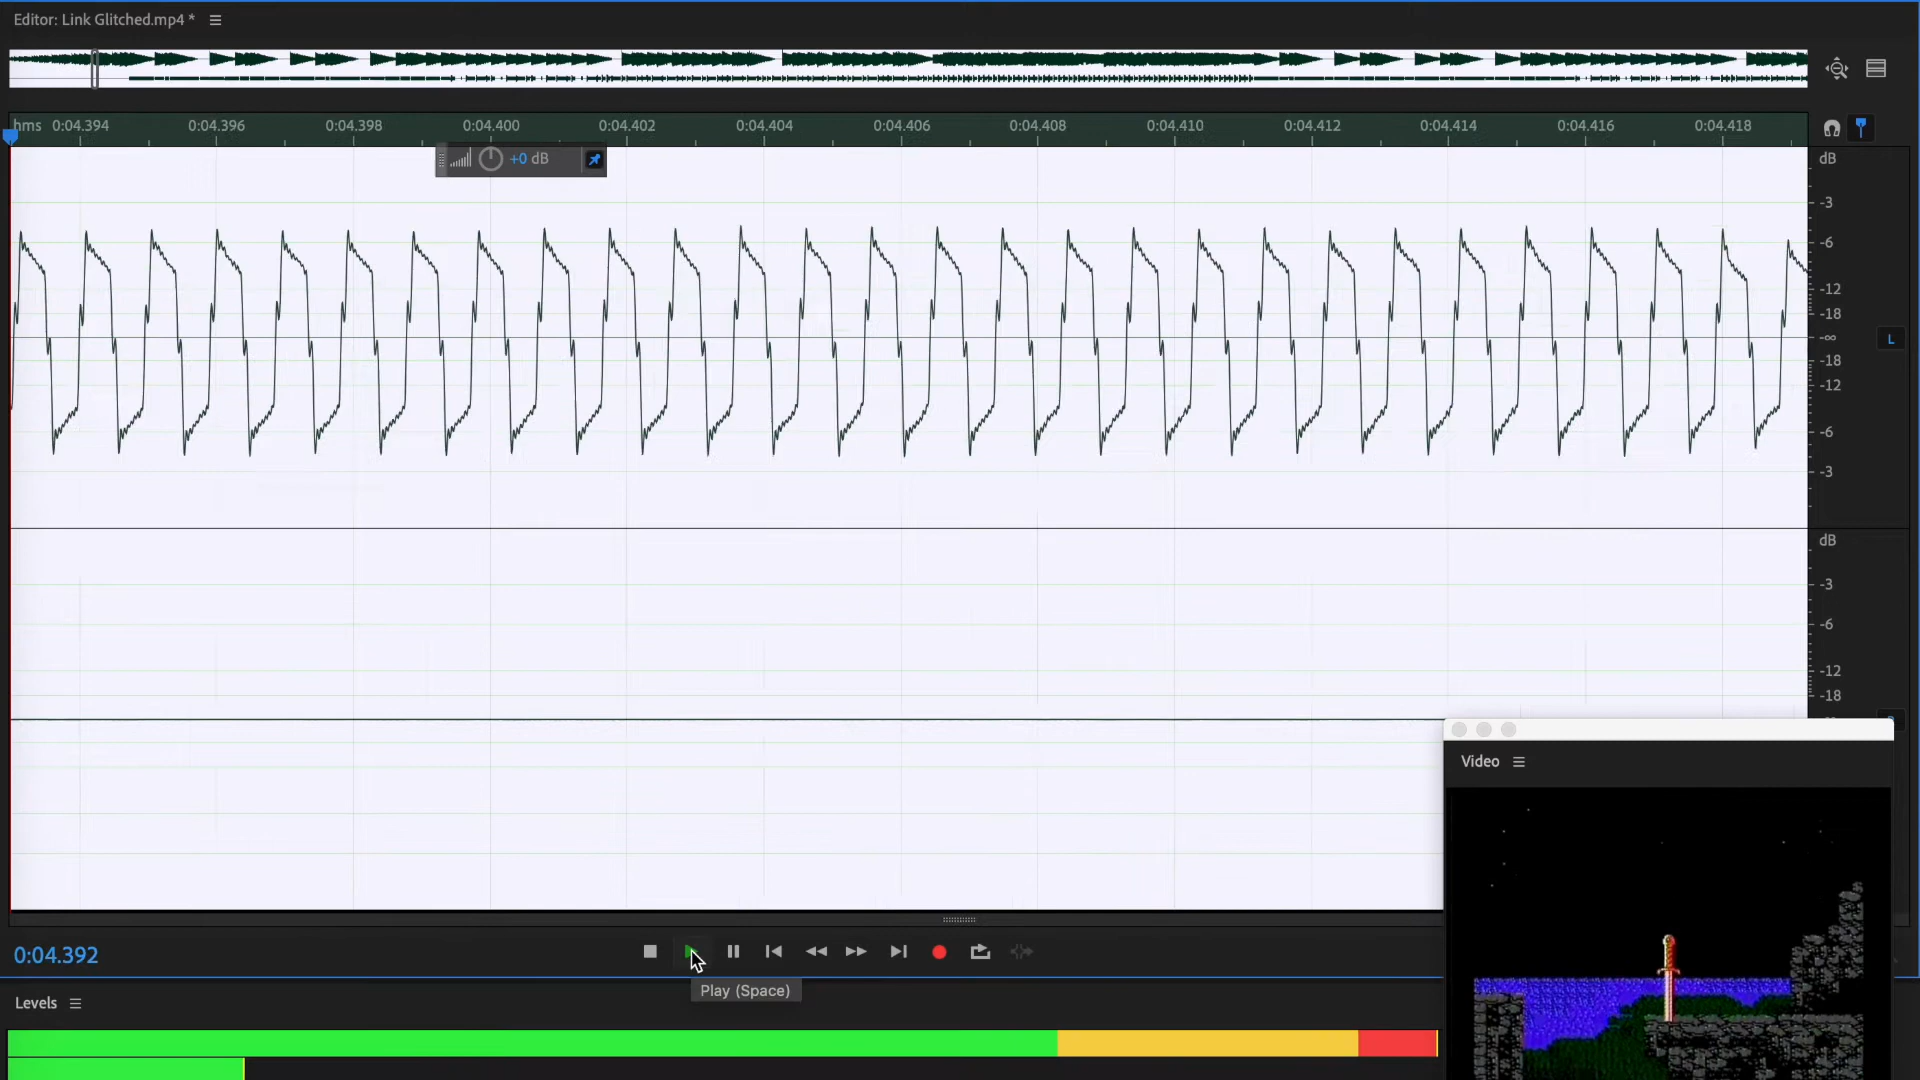 Editor: Link Glitched.mp4 *
hms 0:04.394 0:04.396 0:04.398 0:04.400 0:04.402 0:04.404 0:04.406 0:04.408 0:04.410 0:04.412 0:04.414 0:04.416 0:04.418
+0 dB
dB
-3
-6
-12
-18
-∞
-18
-12
-6
-3
L
dB
-3
-6
-12
-18
Video
0:04.392
Play (Space)
Levels